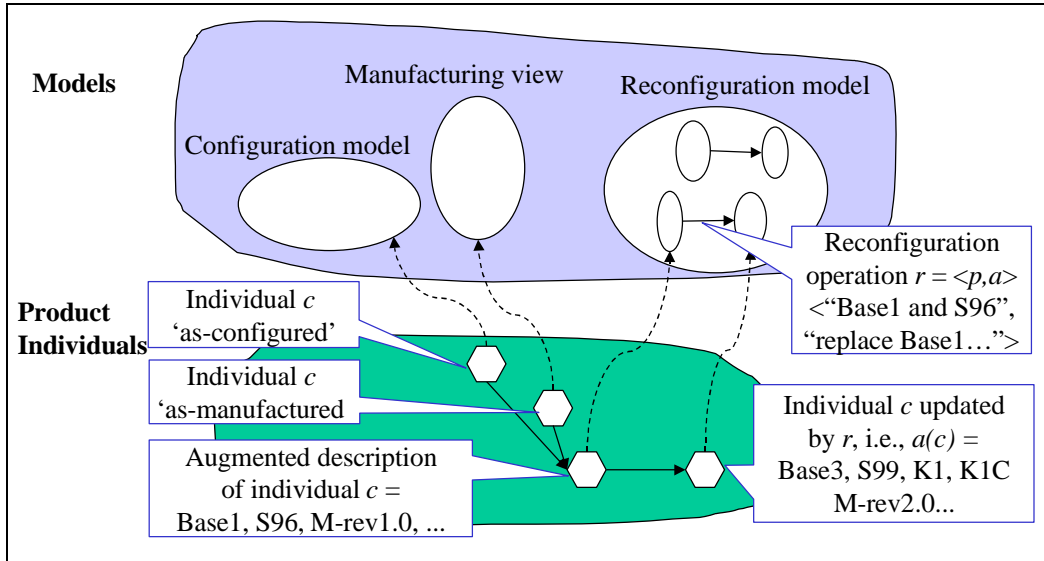 Models
Manufacturing view
Reconfiguration model
Configuration model
Reconfiguration
operation r = <p,a>
<“Base1 and S96”,
“replace Base1…”>
Product
Individuals
Individual c
‘as-configured’
Individual c
‘as-manufactured
Augmented description
of individual c =
Base1, S96, M-rev1.0, ...
Individual c updated
by r, i.e., a(c) =
Base3, S99, K1, K1C
M-rev2.0...